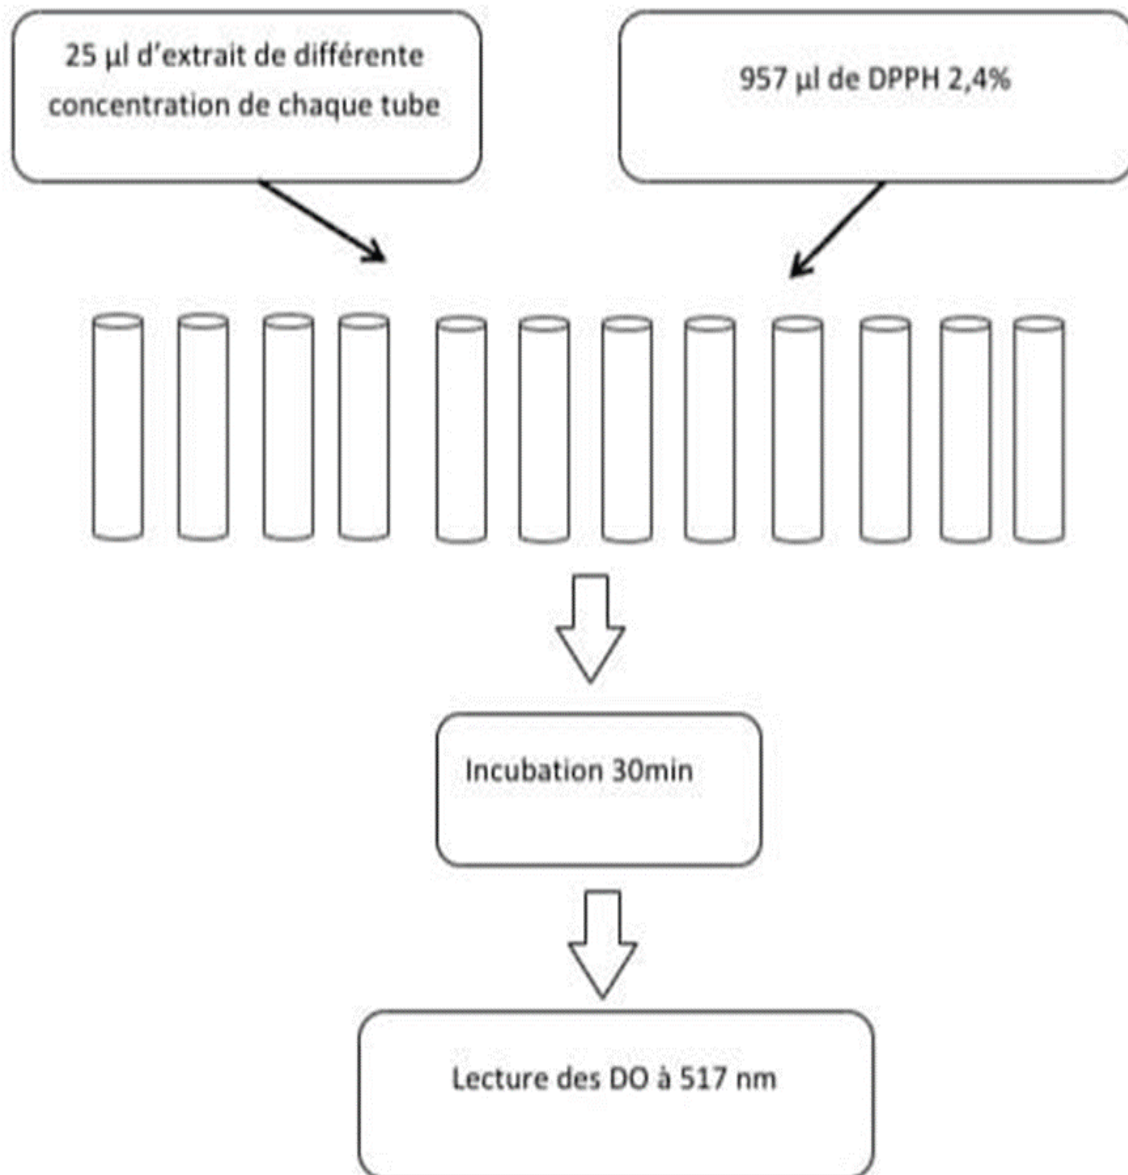 25 µl d'extrait de différente
concentration de chaque tube
957 µl de DPPH 2,4%
Incubation 30min
Lecture des DO à 517 nm